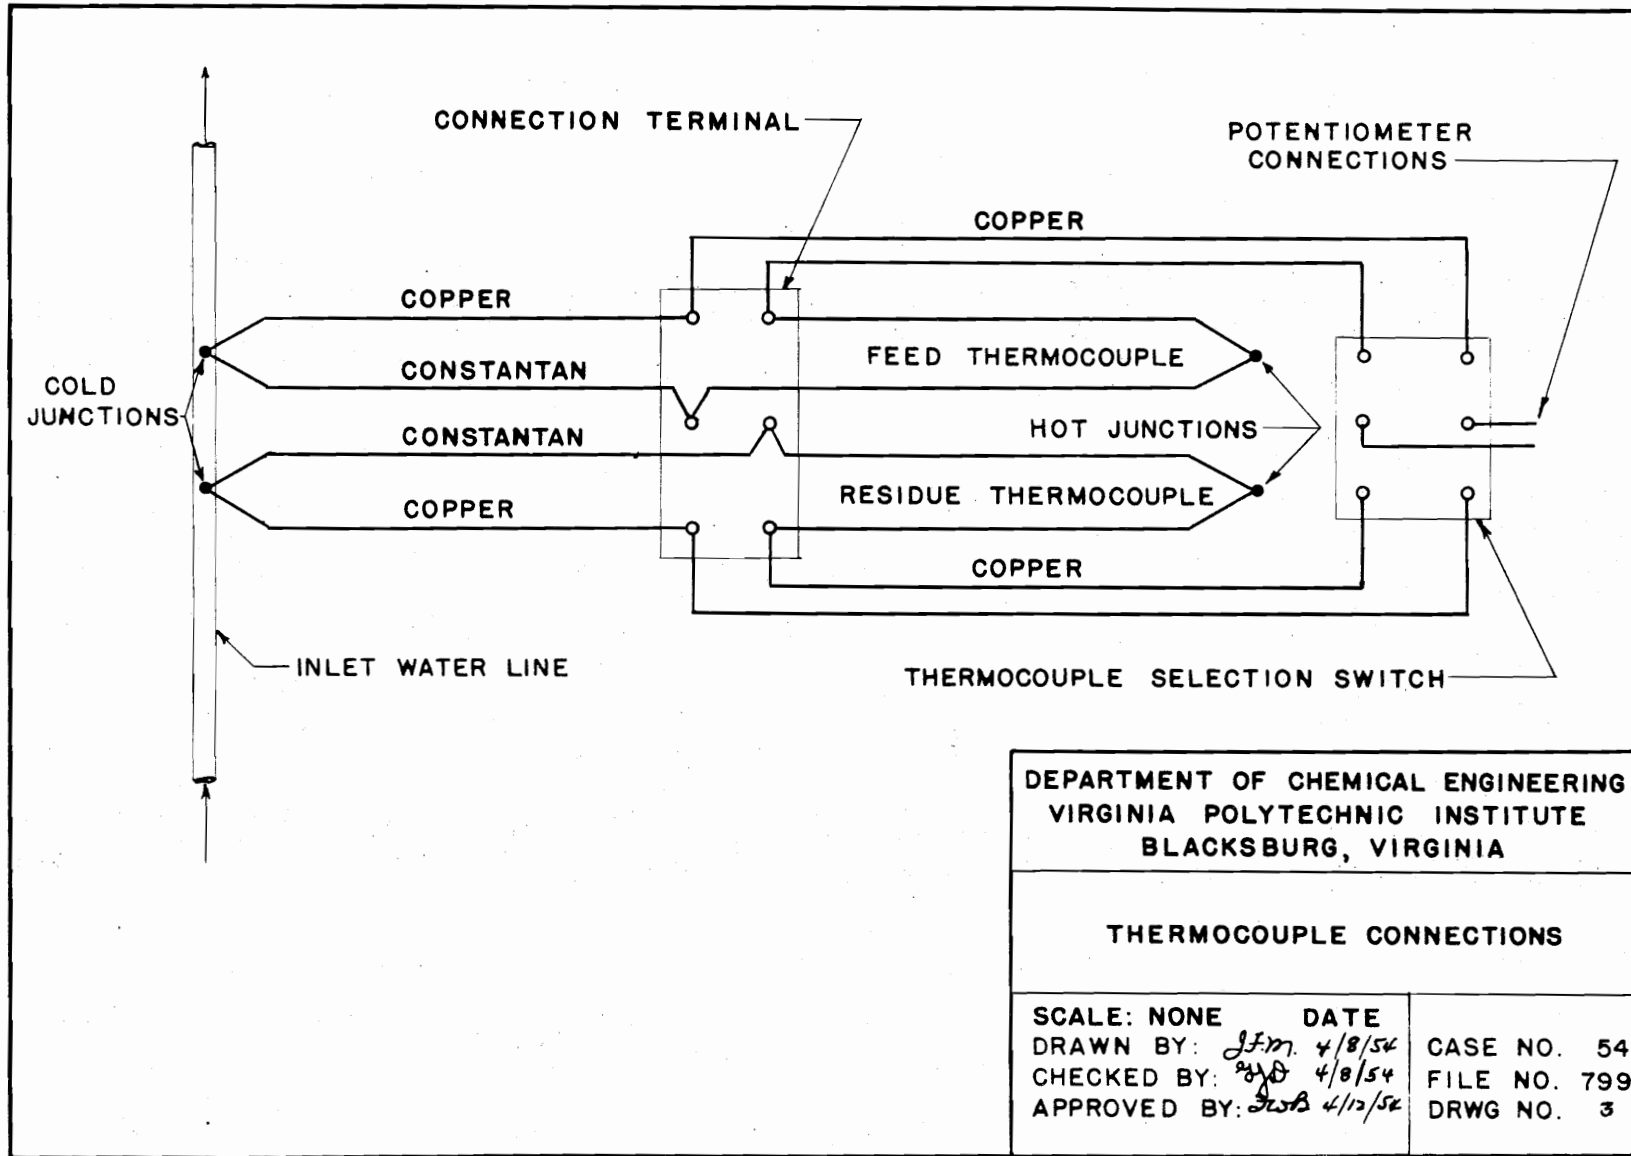 CONNECTION TERMINAL
POTENTIOMETER
CONNECTIONS
COPPER
COPPER
FEED THERMOCOUPLE
CONSTANTAN
COLD
JUNCTIONS
HOT JUNCTIONS
CONSTANTAN
RESIDUE THERMOCOUPLE
COPPER
COPPER
INLET WATER LINE
THERMOCOUPLE SELECTION SWITCH
DEPARTMENT OF CHEMICAL ENGINEERING
VIRGINIA POLYTECHNIC INSTITUTE
BLACKSBURG, VIRGINIA
THERMOCOUPLE CONNECTIONS
SCALE: NONE DATE
DRAWN BY: J.F.M. 4/8/54
CHECKED BY: 4/8/54
APPROVED BY: 4/12/54
CASE NO. 54
FILE NO. 799
DRWG NO. 3